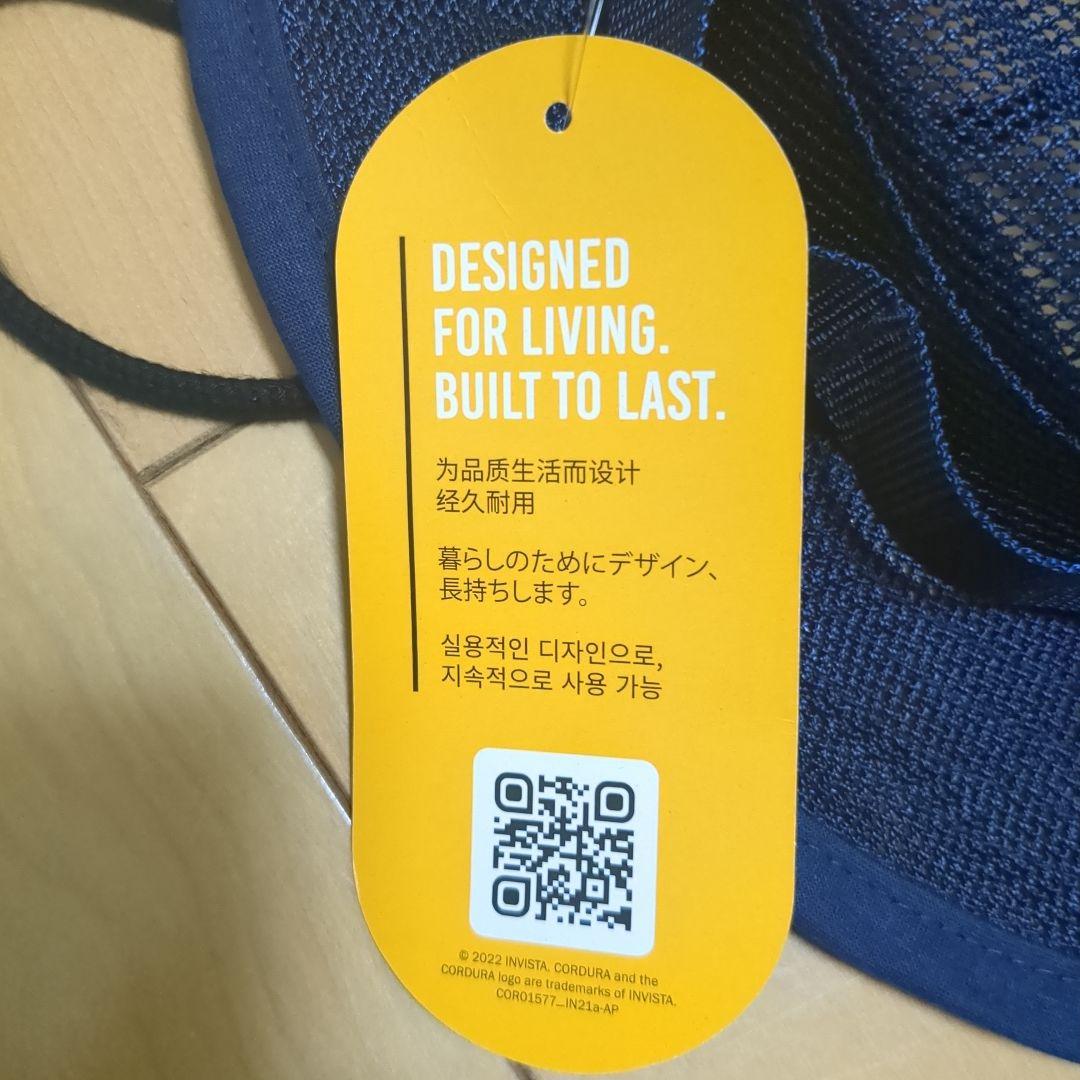 DESIGNED
FOR LIVING.
BUILT TO LAST.
为品质生活而设计
经久耐用
暮らしのためにデザイン、
長持ちします。
실용적인 디자인으로,
지속적으로 사용 가능
© 2022 INVISTA. CORDURA and the
CORDURA logo are trademarks of INVISTA.
COR01577_IN21a-AP